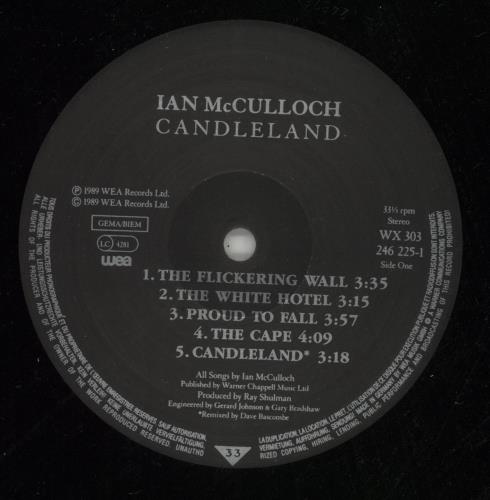 IAN McCULLOCH
CANDLELAND
℗ 1989 WEA Records Ltd.
© 1989 WEA Records Ltd.
GEMA/BIEM
LC 4281
wea
33⅓ rpm
Stereo
WX 303
246 225-1
Side One
1. THE FLICKERING WALL 3:35
2. THE WHITE HOTEL 3:15
3. PROUD TO FALL 3:57
4. THE CAPE 4:09
5. CANDLELAND* 3:18
All Songs by Ian McCulloch
Published by Warner Chappell Music Ltd
Produced by Ray Shulman
Engineered by Gerard Johnson & Gary Bradshaw
*Remixed by Dave Bascombe
33